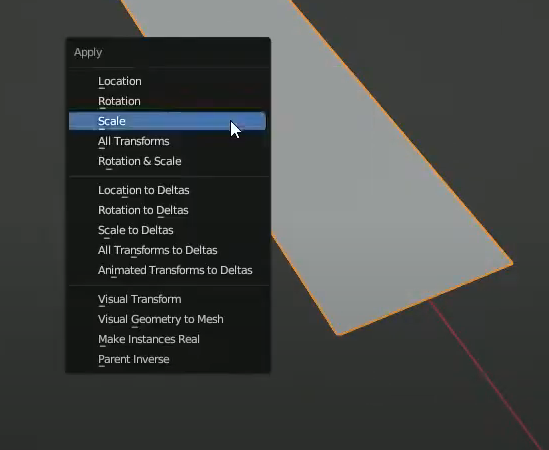 Apply
Location
Rotation
Scale
All Transforms
Rotation & Scale
Location to Deltas
Rotation to Deltas
Scale to Deltas
All Transforms to Deltas
Animated Transforms to Deltas
Visual Transform
Visual Geometry to Mesh
Make Instances Real
Parent Inverse